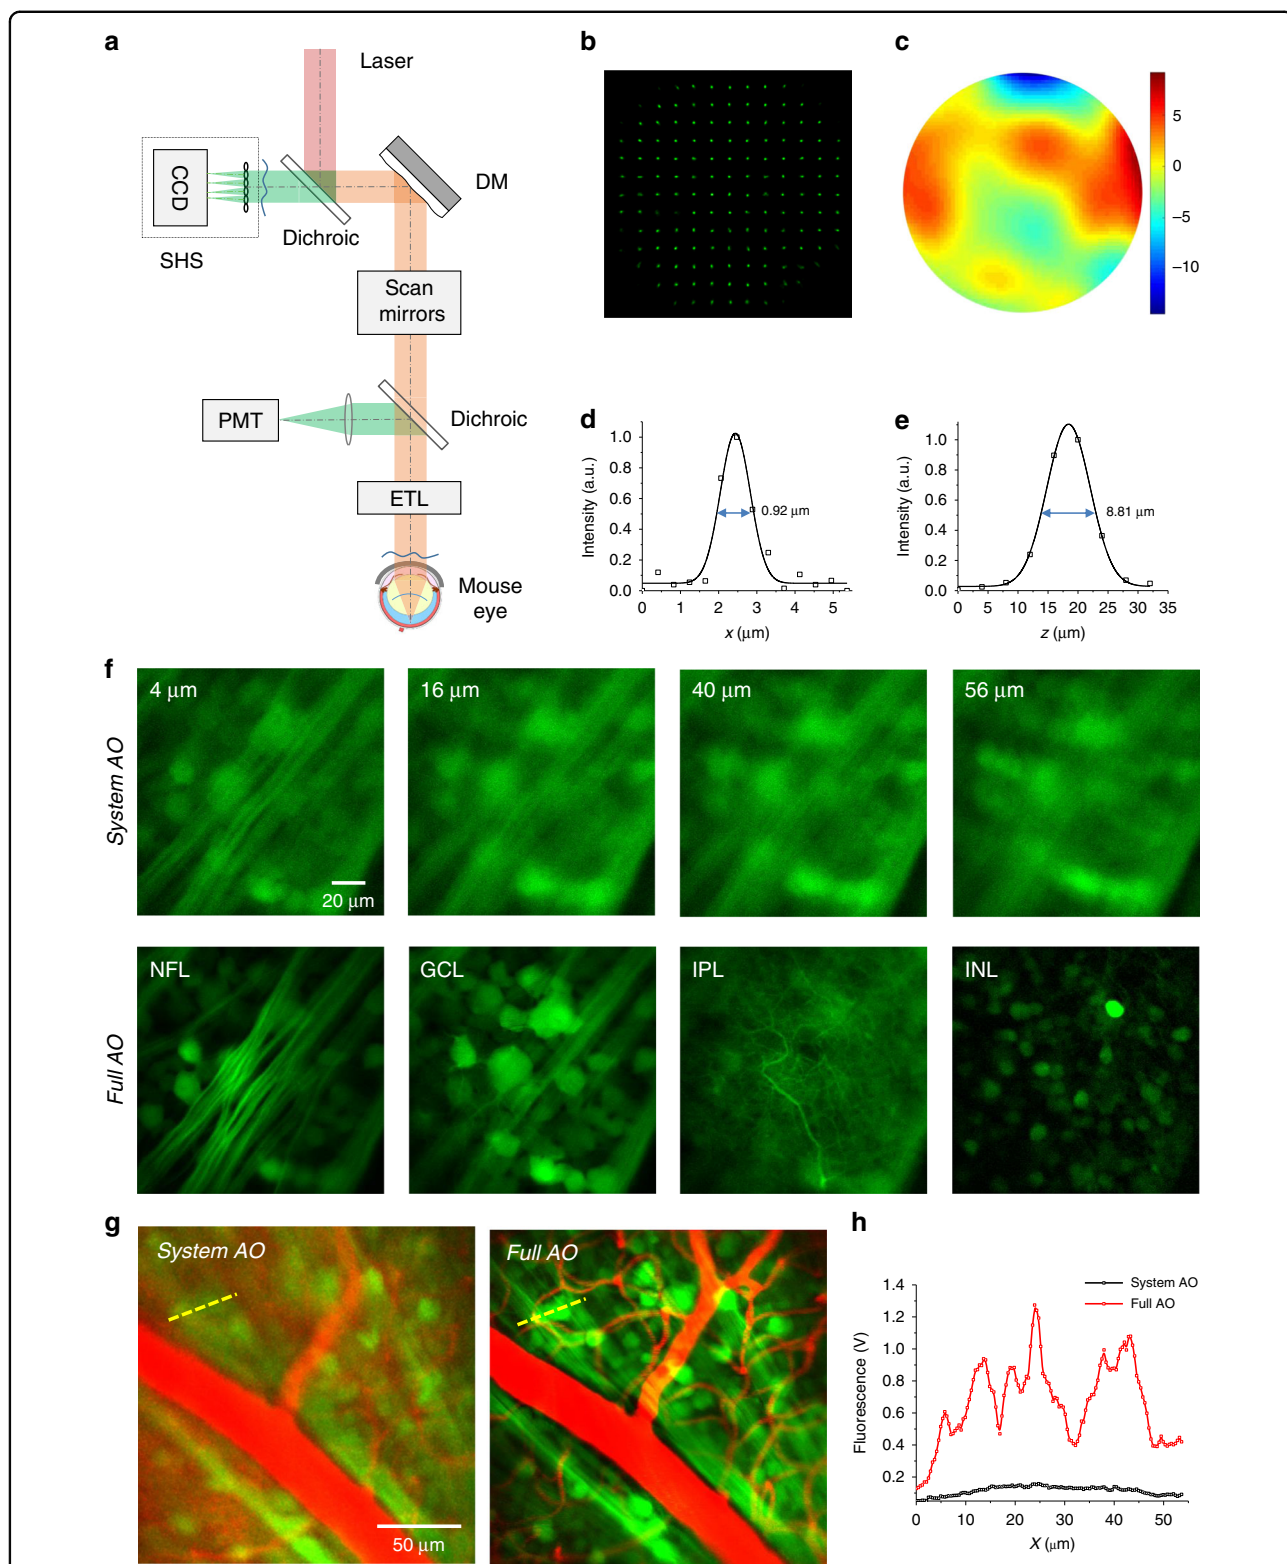 a
Laser
CCD
SHS
Dichroic
DM
Scan
mirrors
PMT
Dichroic
ETL
Mouse
eye
b
c
5
0
−5
−10
d
Intensity (a.u.)
1.0
0.8
0.6
0.4
0.2
0.0
0.92 μm
0 1 2 3 4 5
x (μm)
e
Intensity (a.u.)
1.0
0.8
0.6
0.4
0.2
0.0
8.81 μm
0 5 10 15 20 25 30 35
z (μm)
f
System AO
4 μm
16 μm
40 μm
56 μm
20 μm
Full AO
NFL
GCL
IPL
INL
g
System AO
50 μm
Full AO
h
Fluorescence (V)
1.4
1.2
1.0
0.8
0.6
0.4
0.2
System AO
Full AO
0 10 20 30 40 50
X (μm)